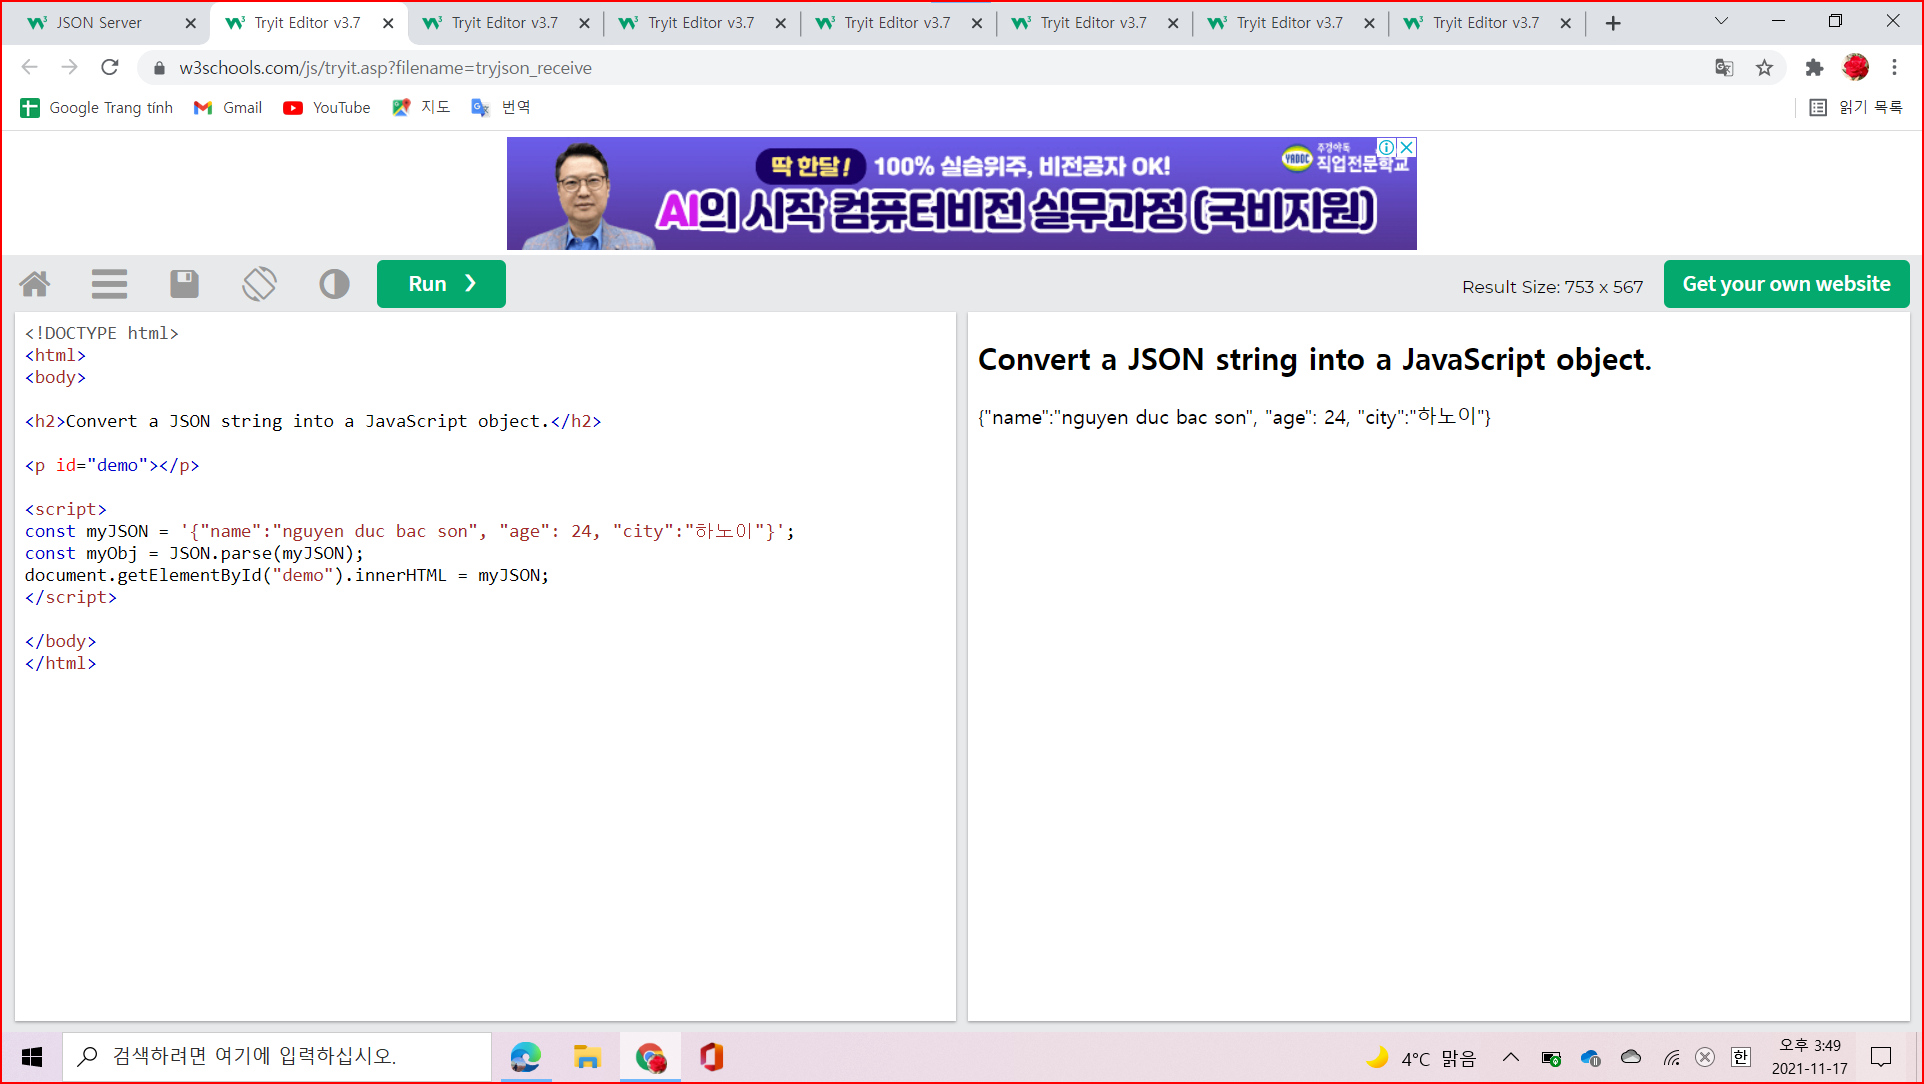 JSON Server
Tryit Editor v3.7
Tryit Editor v3.7
Tryit Editor v3.7
Tryit Editor v3.7
Tryit Editor v3.7
Tryit Editor v3.7
Tryit Editor v3.7
w3schools.com/js/tryit.asp?filename=tryjson_receive
Google Trang tính
Gmail
YouTube
지도
번역
읽기 목록
딱 한달! 100% 실습위주, 비전공자 OK!
AI의 시작 컴퓨터비전 실무과정 (국비지원)
YADOC
주경야독
직업전문학교
Run ❯
Result Size: 753 x 567
Get your own website
<!DOCTYPE html>
<html>
<body>
<h2>Convert a JSON string into a JavaScript object.</h2>
<p id="demo"></p>
<script>
const myJSON = '{"name":"nguyen duc bac son", "age": 24, "city":"하노이"}';
const myObj = JSON.parse(myJSON);
document.getElementById("demo").innerHTML = myJSON;
</script>
</body>
</html>
Convert a JSON string into a JavaScript object.
{"name":"nguyen duc bac son", "age": 24, "city":"하노이"}
검색하려면 여기에 입력하십시오.
4°C 맑음
한
오후 3:49
2021-11-17